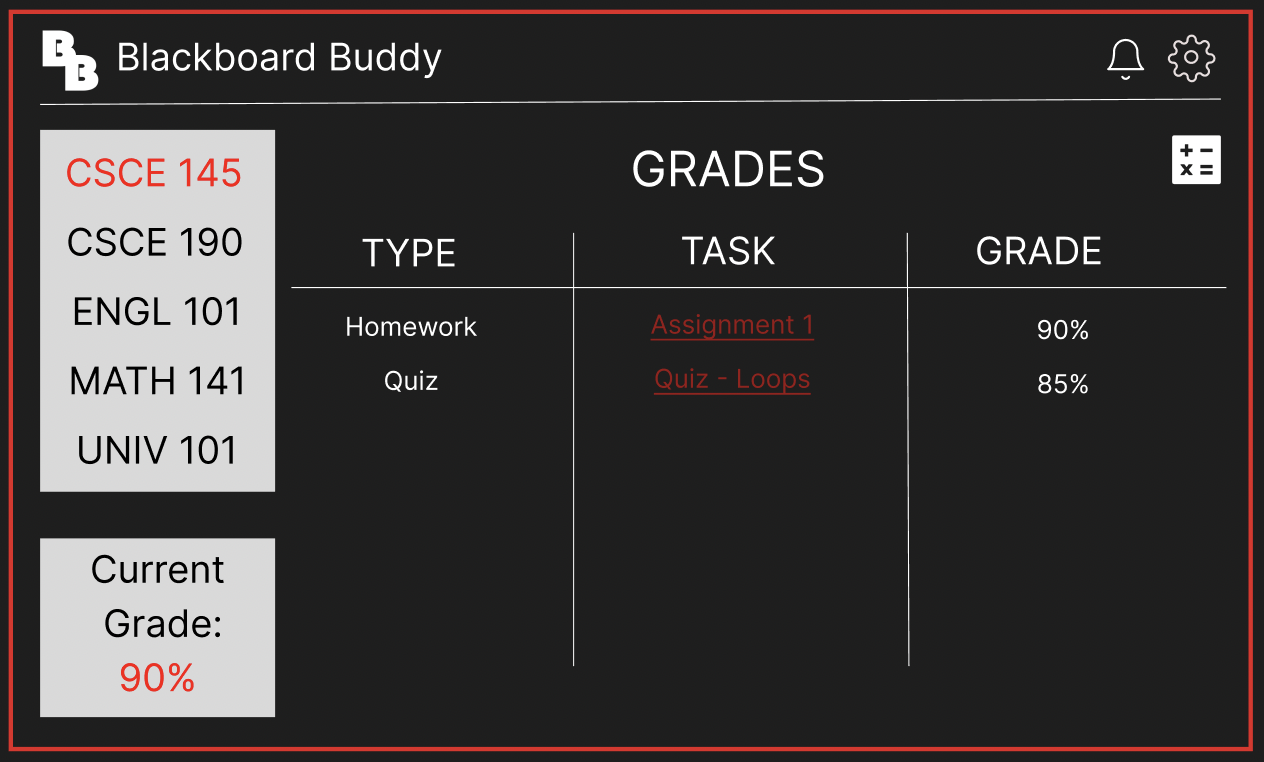 BB
Blackboard Buddy
CSCE 145
CSCE 190
ENGL 101
MATH 141
UNIV 101
Current
Grade:
90%
GRADES
+ −
x =
TYPE TASK GRADE
Homework Assignment 1 90%
Quiz Quiz - Loops 85%